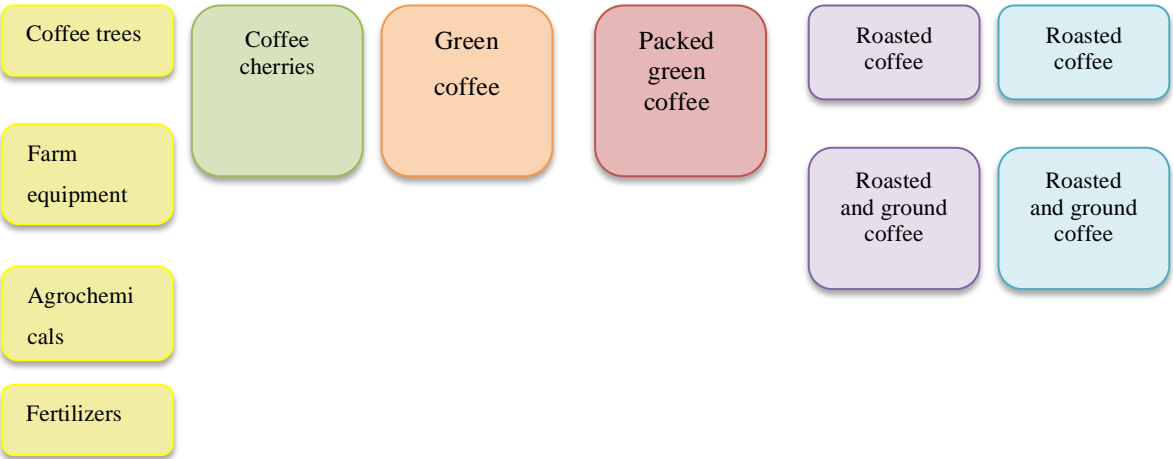 Coffee trees
Farm
equipment
Agrochemi
cals
Fertilizers
Coffee
cherries
Green
coffee
Packed
green
coffee
Roasted
coffee
Roasted
and ground
coffee
Roasted
coffee
Roasted
and ground
coffee